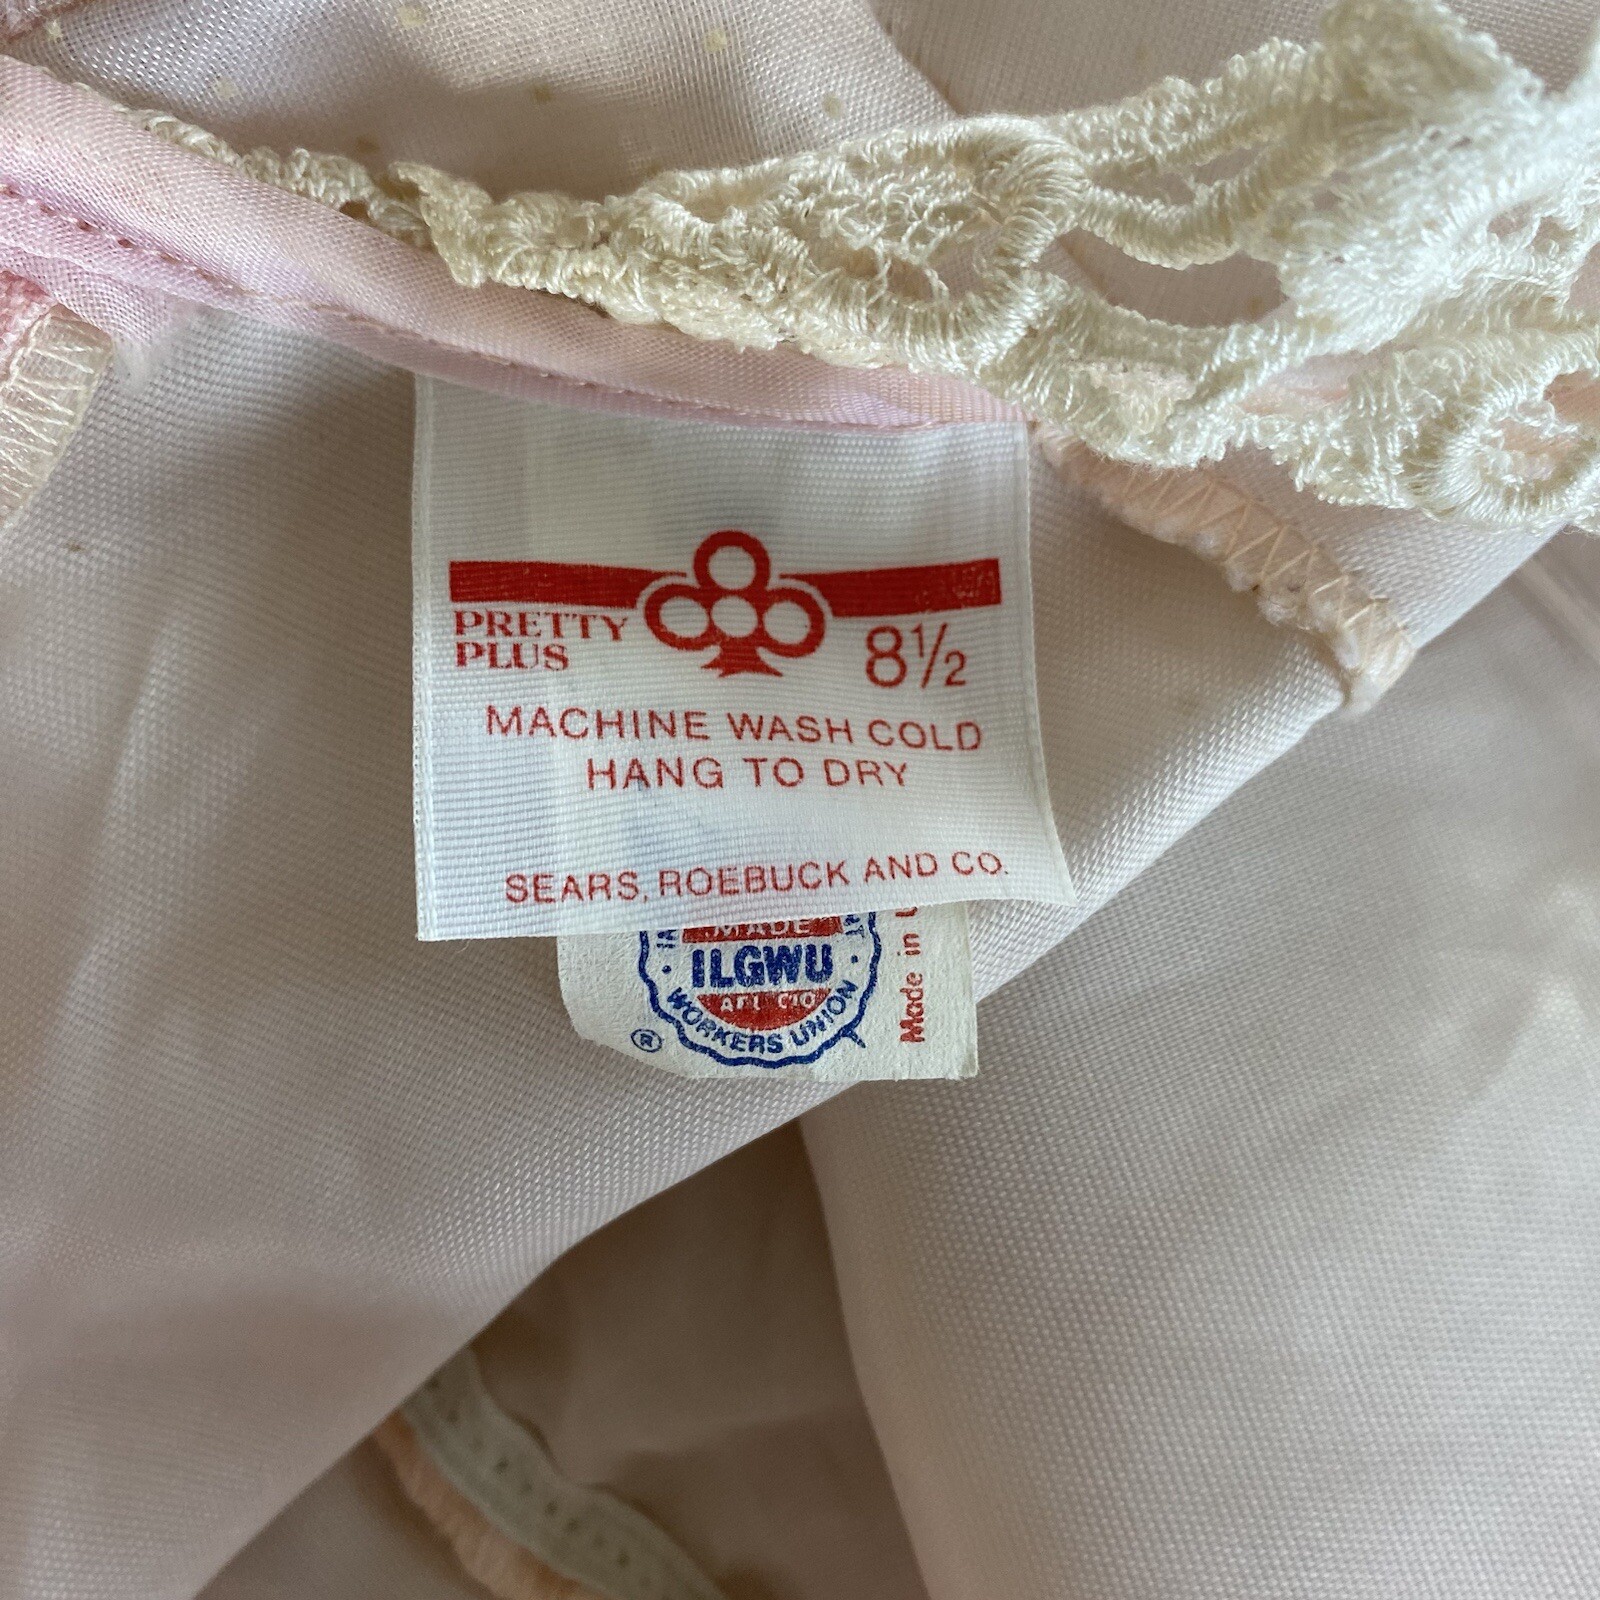 PRETTY
PLUS
8½
MACHINE WASH COLD
HANG TO DRY
SEARS, ROEBUCK AND CO.
MADE
ILGWU
AFL CIO
WORKERS UNION
®
Made in